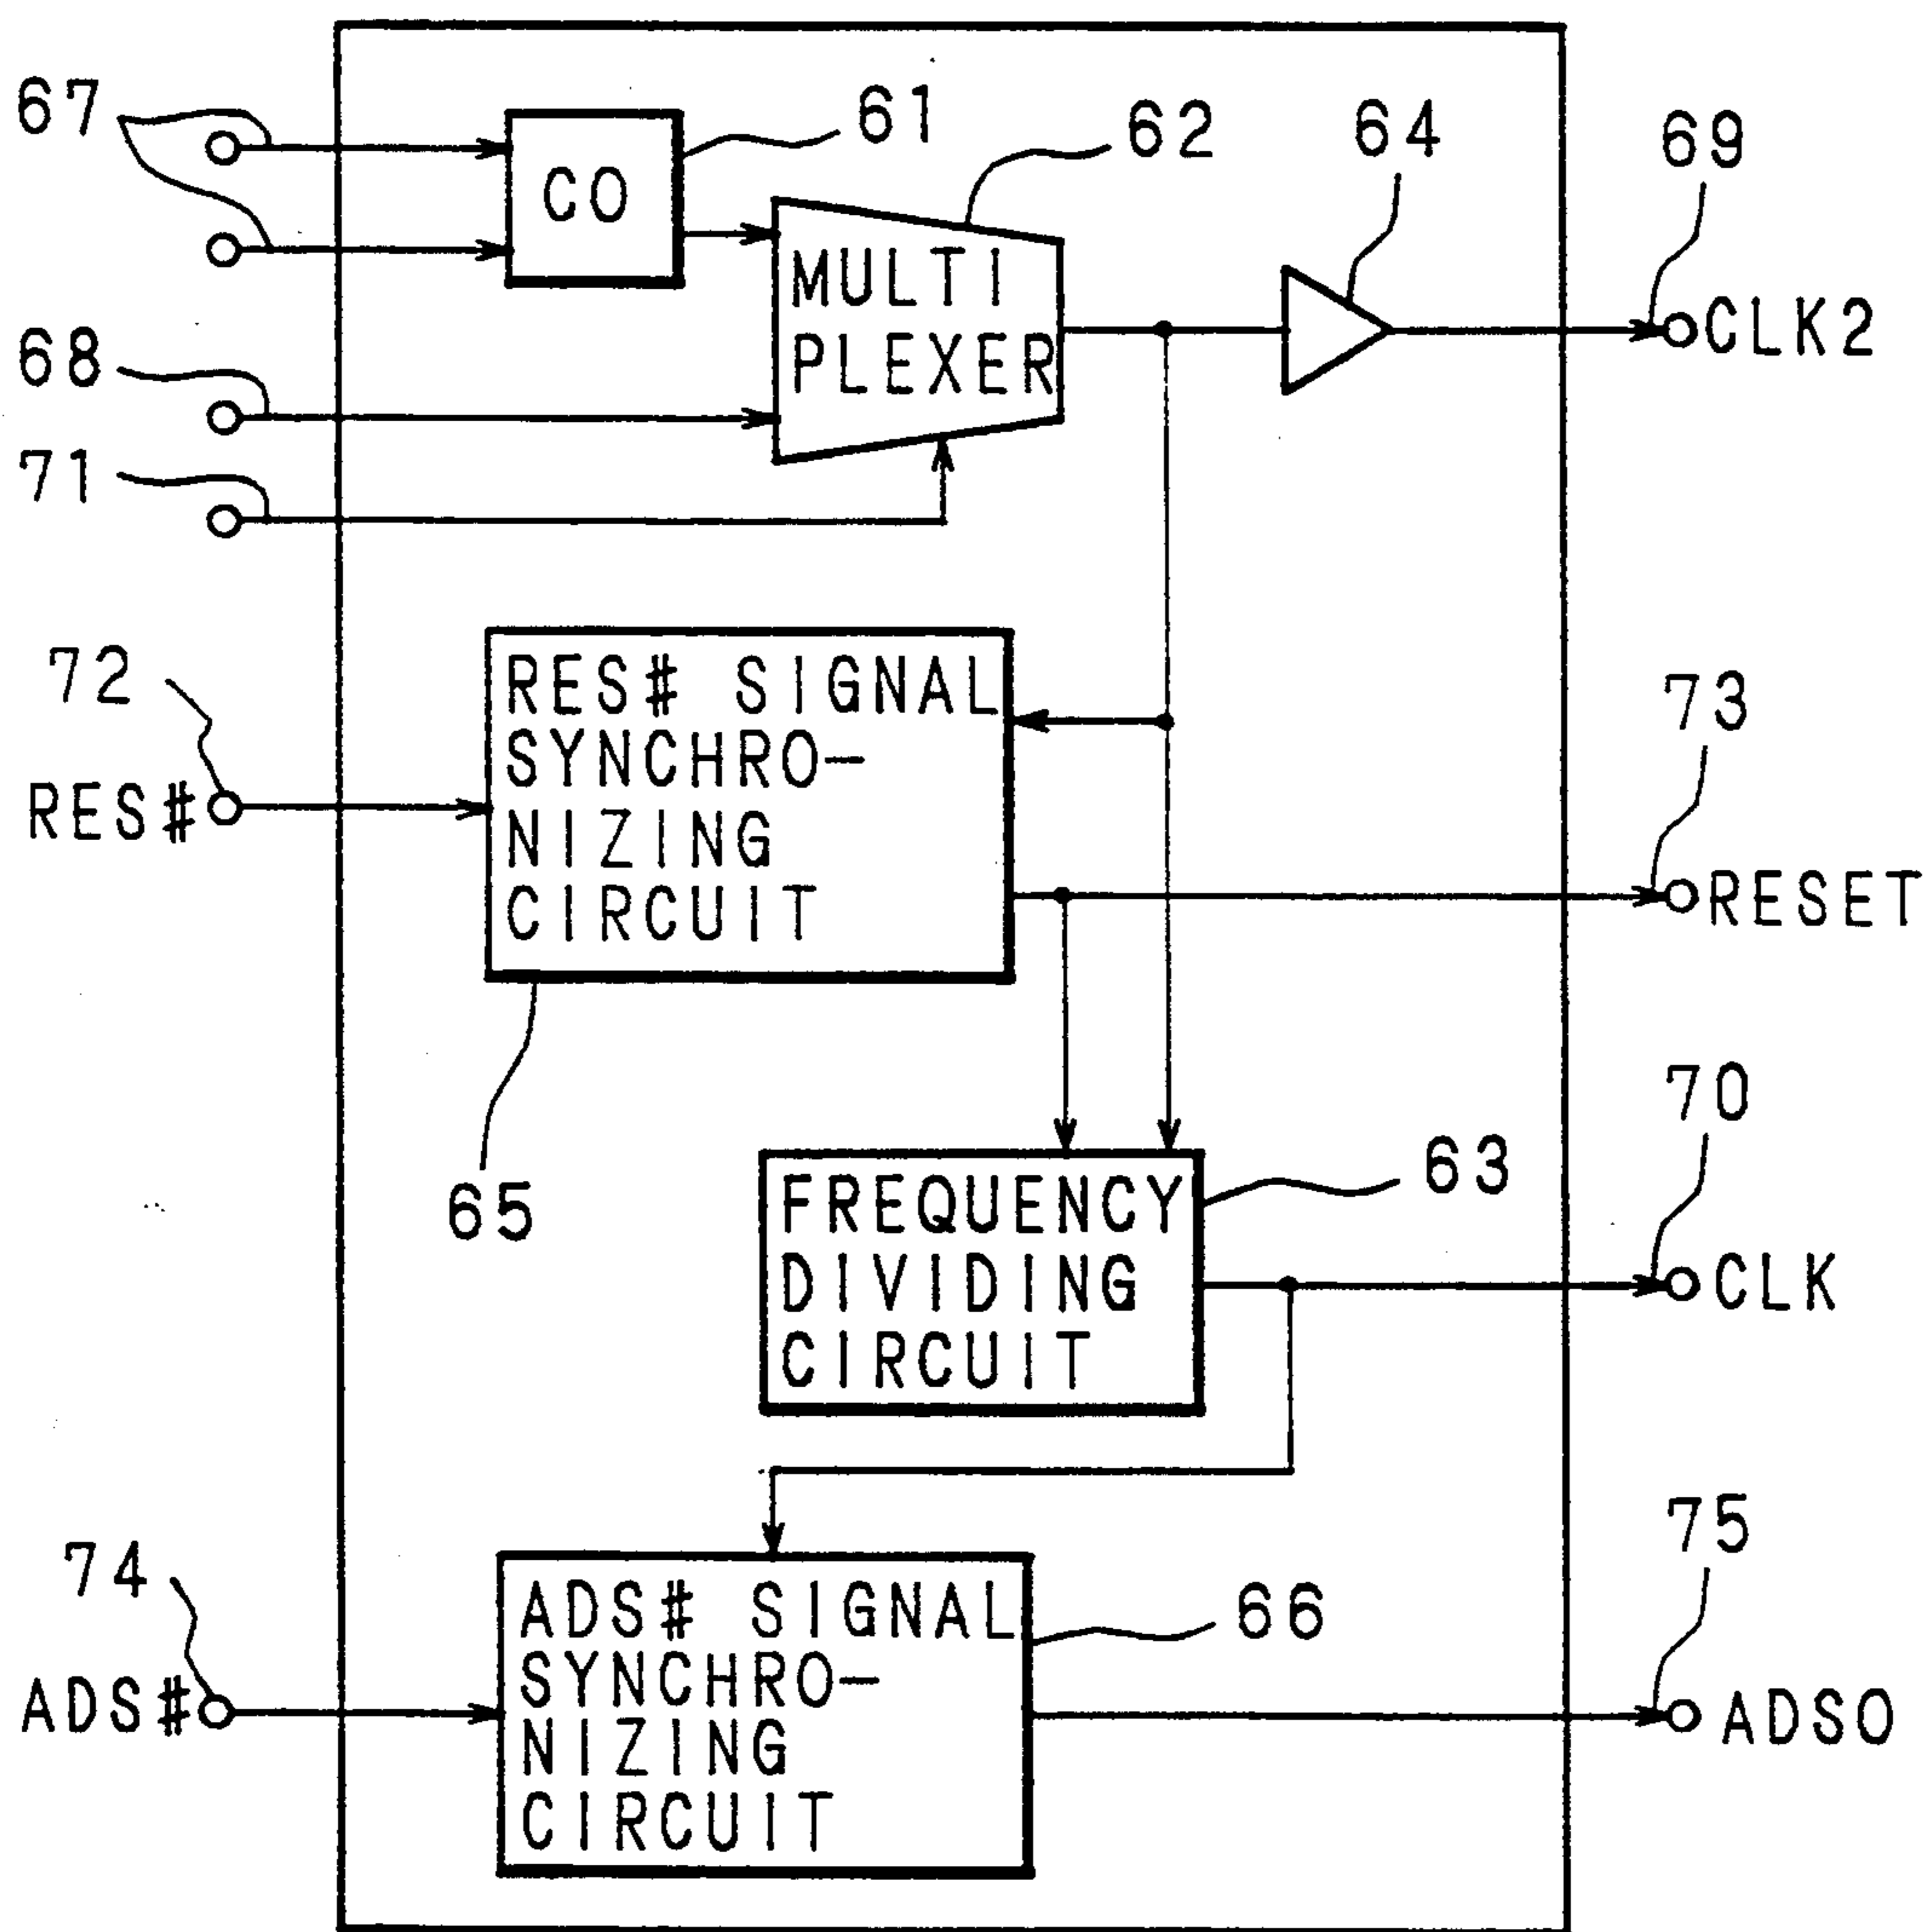 67
61
62
64
69
CO
MULTI
PLEXER
CLK2
68
71
72
RES# SIGNAL
SYNCHRO-
NIZING
CIRCUIT
73
RES#
RESET
65
70
63
FREQUENCY
DIVIDING
CIRCUIT
CLK
74
75
ADS# SIGNAL
SYNCHRO-
NIZING
CIRCUIT
66
ADS#
ADSO